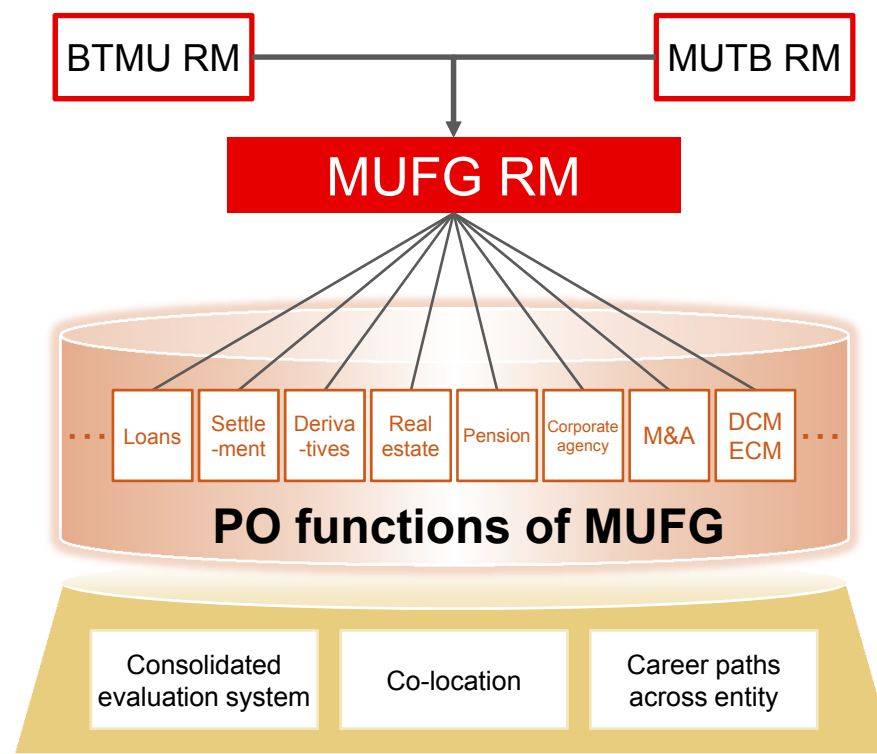 BTMU RM
MUTB RM
MUFG RM
...
Loans
Settle
-ment
Deriva
-tives
Real
estate
Pension
Corporate
agency
M&A
DCM
ECM
...
PO functions of MUFG
Consolidated
evaluation system
Co-location
Career paths
across entity